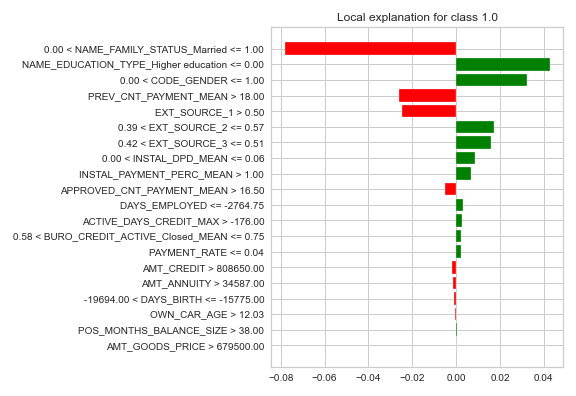 Local explanation for class 1.0
0.00 < NAME_FAMILY_STATUS_Married <= 1.00
NAME_EDUCATION_TYPE_Higher education <= 0.00
0.00 < CODE_GENDER <= 1.00
PREV_CNT_PAYMENT_MEAN > 18.00
EXT_SOURCE_1 > 0.50
0.39 < EXT_SOURCE_2 <= 0.57
0.42 < EXT_SOURCE_3 <= 0.51
0.00 < INSTAL_DPD_MEAN <= 0.06
INSTAL_PAYMENT_PERC_MEAN > 1.00
APPROVED_CNT_PAYMENT_MEAN > 16.50
DAYS_EMPLOYED <= -2764.75
ACTIVE_DAYS_CREDIT_MAX > -176.00
0.58 < BURO_CREDIT_ACTIVE_Closed_MEAN <= 0.75
PAYMENT_RATE <= 0.04
AMT_CREDIT > 808650.00
AMT_ANNUITY > 34587.00
-19694.00 < DAYS_BIRTH <= -15775.00
OWN_CAR_AGE > 12.03
POS_MONTHS_BALANCE_SIZE > 38.00
AMT_GOODS_PRICE > 679500.00
−0.08 −0.06 −0.04 −0.02 0.00 0.02 0.04